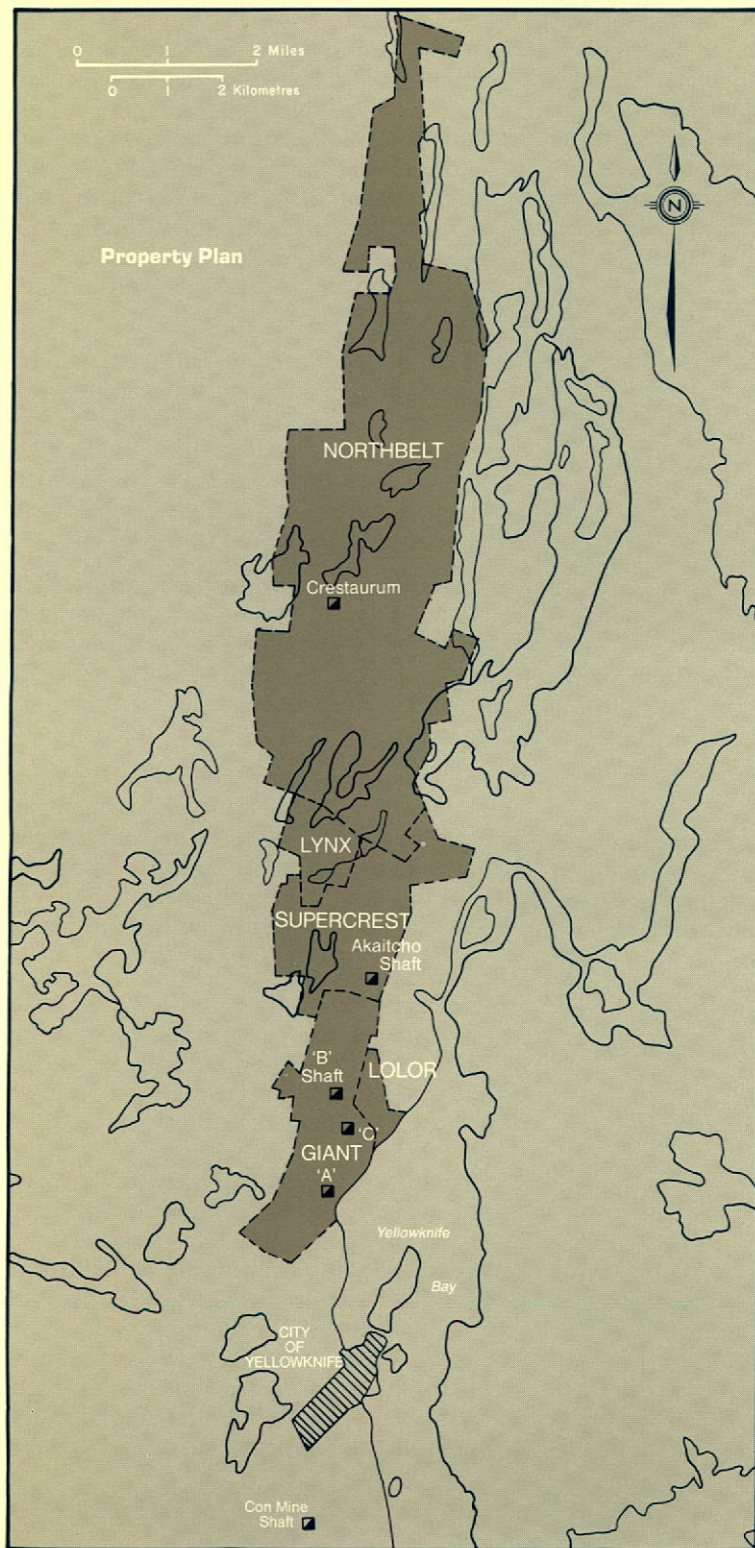 0 1 2 Miles
0 1 2 Kilometres
N
Property Plan
NORTHBELT
Crestaurum
LYNX
SUPERCREST
Akaitcho
Shaft
'B'
Shaft
LOLOR
'C'
GIANT
'A'
Yellowknife
Bay
CITY
OF
YELLOWKNIFE
Con Mine
Shaft